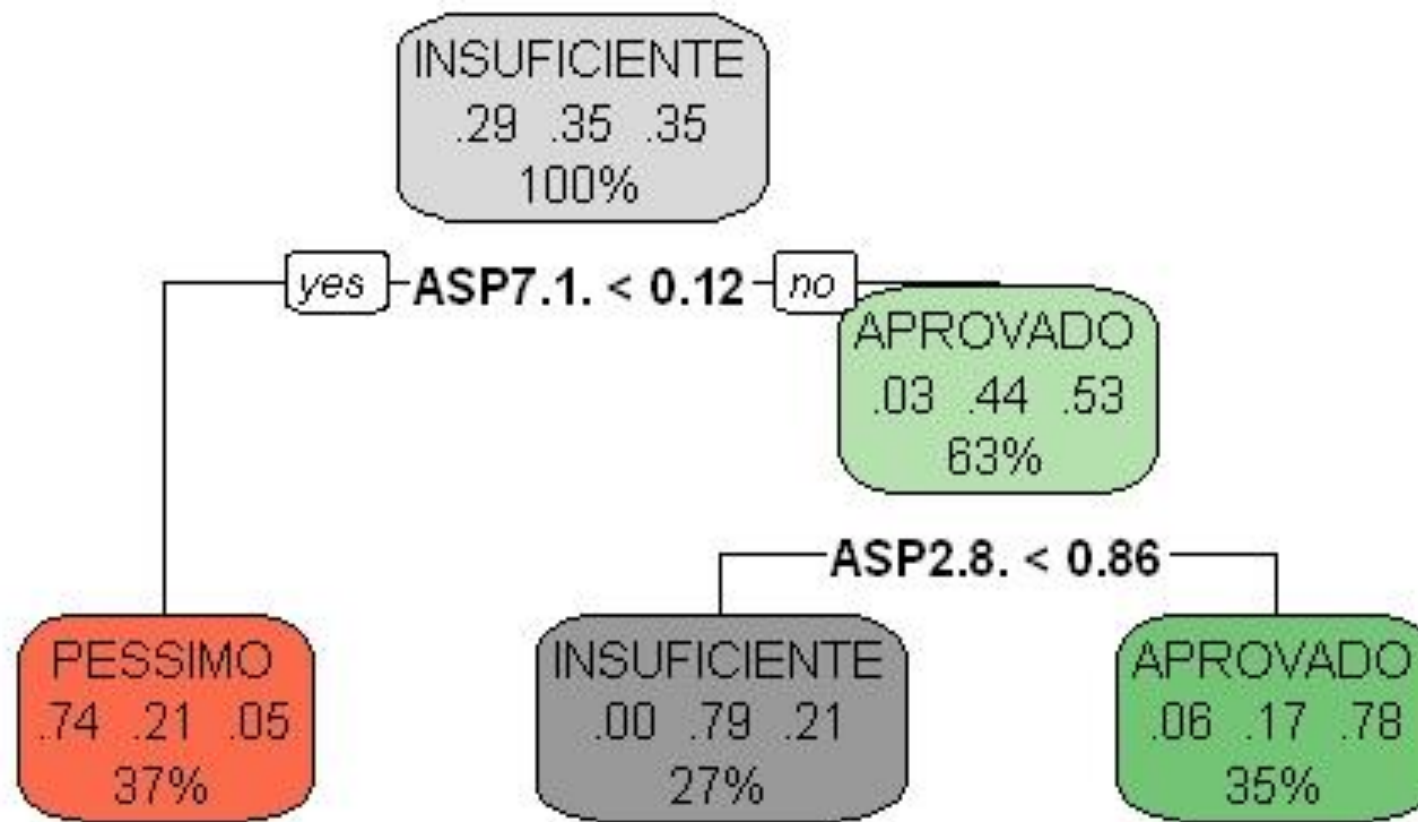 INSUFICIENTE
.29 .35 .35
100%
yes ASP7.1. < 0.12 no
APROVADO
.03 .44 .53
63%
ASP2.8. < 0.86
PESSIMO
.74 .21 .05
37%
INSUFICIENTE
.00 .79 .21
27%
APROVADO
.06 .17 .78
35%